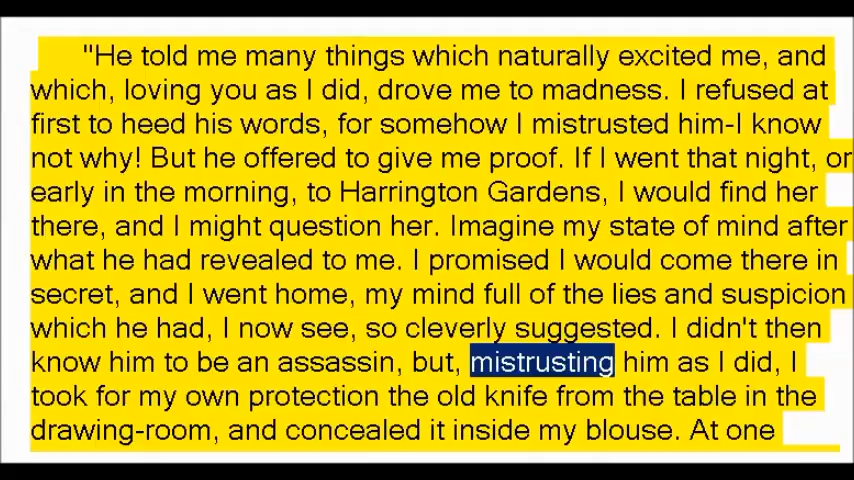 "He told me many things which naturally excited me, and
which, loving you as I did, drove me to madness. I refused at
first to heed his words, for somehow I mistrusted him-I know
not why! But he offered to give me proof. If I went that night, or
early in the morning, to Harrington Gardens, I would find her
there, and I might question her. Imagine my state of mind after
what he had revealed to me. I promised I would come there in
secret, and I went home, my mind full of the lies and suspicion
which he had, I now see, so cleverly suggested. I didn't then
know him to be an assassin, but, mistrusting him as I did, I
took for my own protection the old knife from the table in the
drawing-room, and concealed it inside my blouse. At one